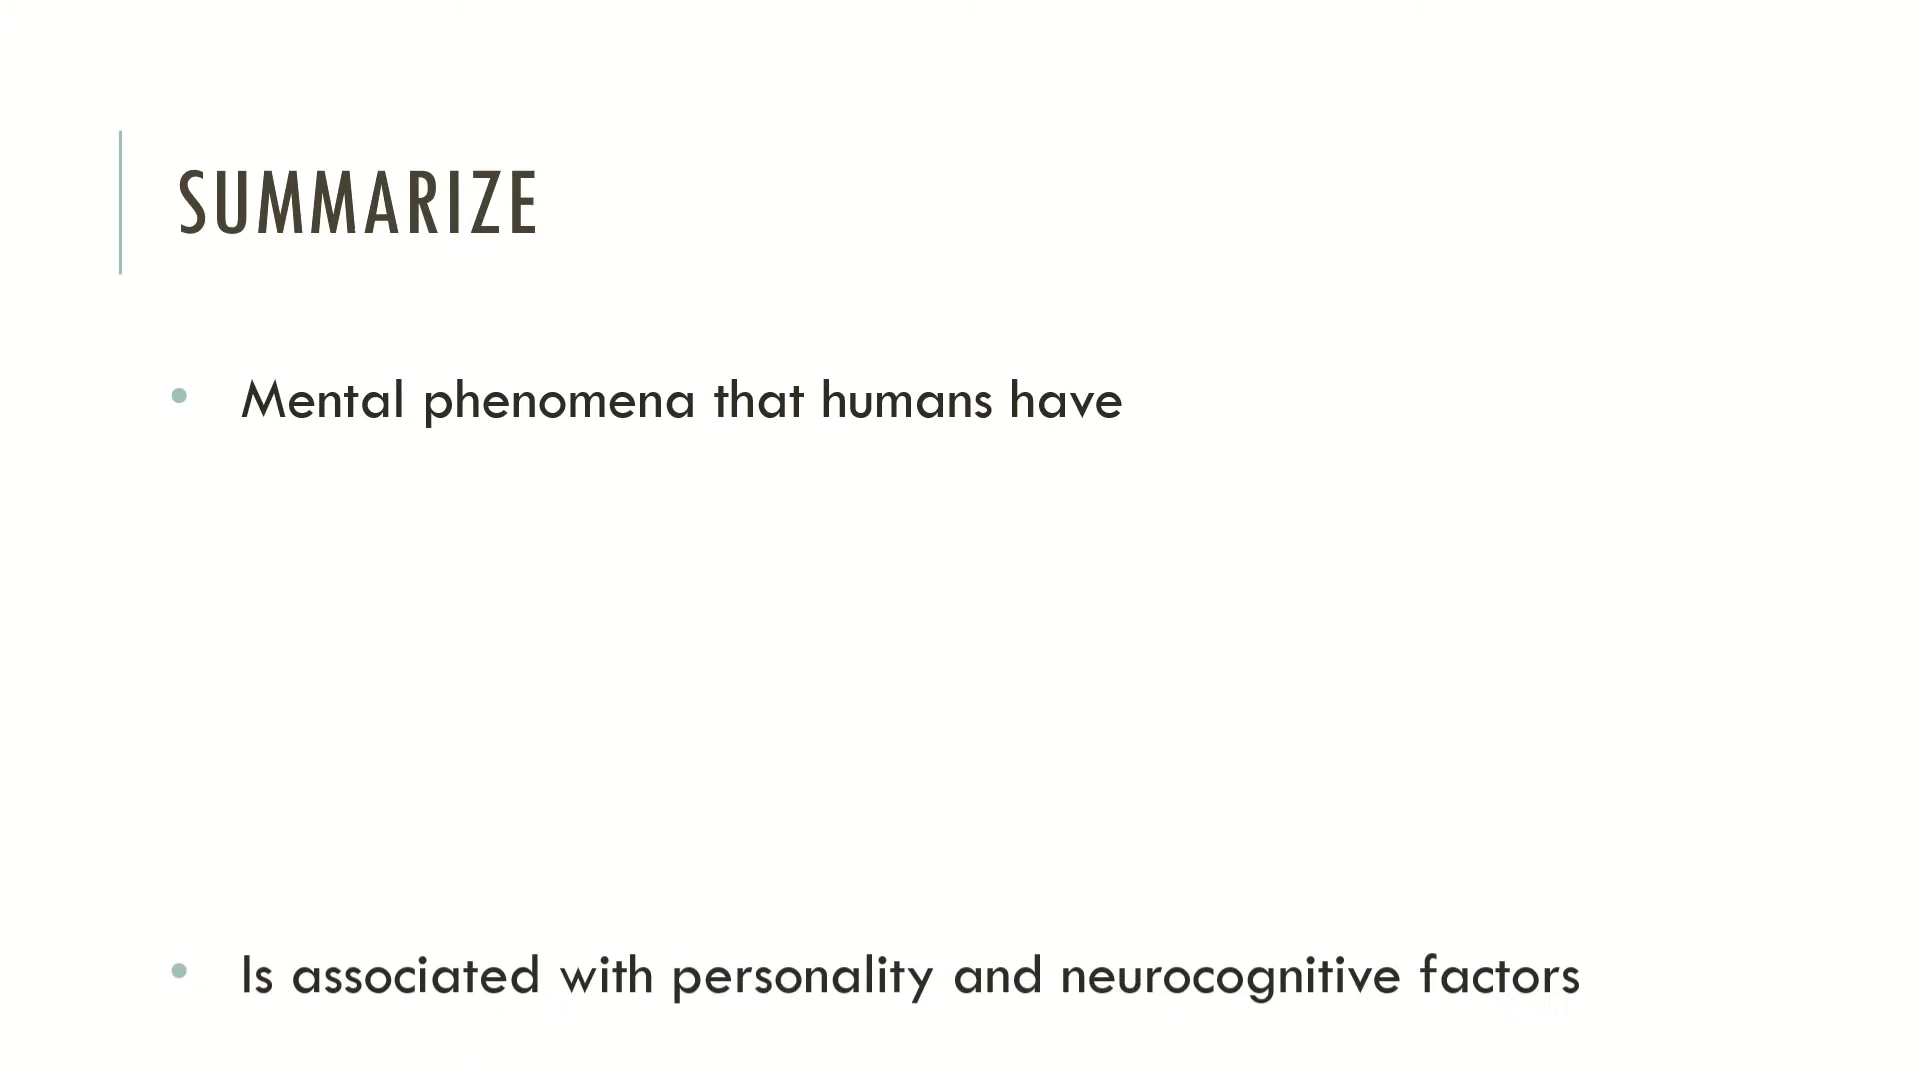 SUMMARIZE
• Mental phenomena that humans have
• Is associated with personality and neurocognitive factors